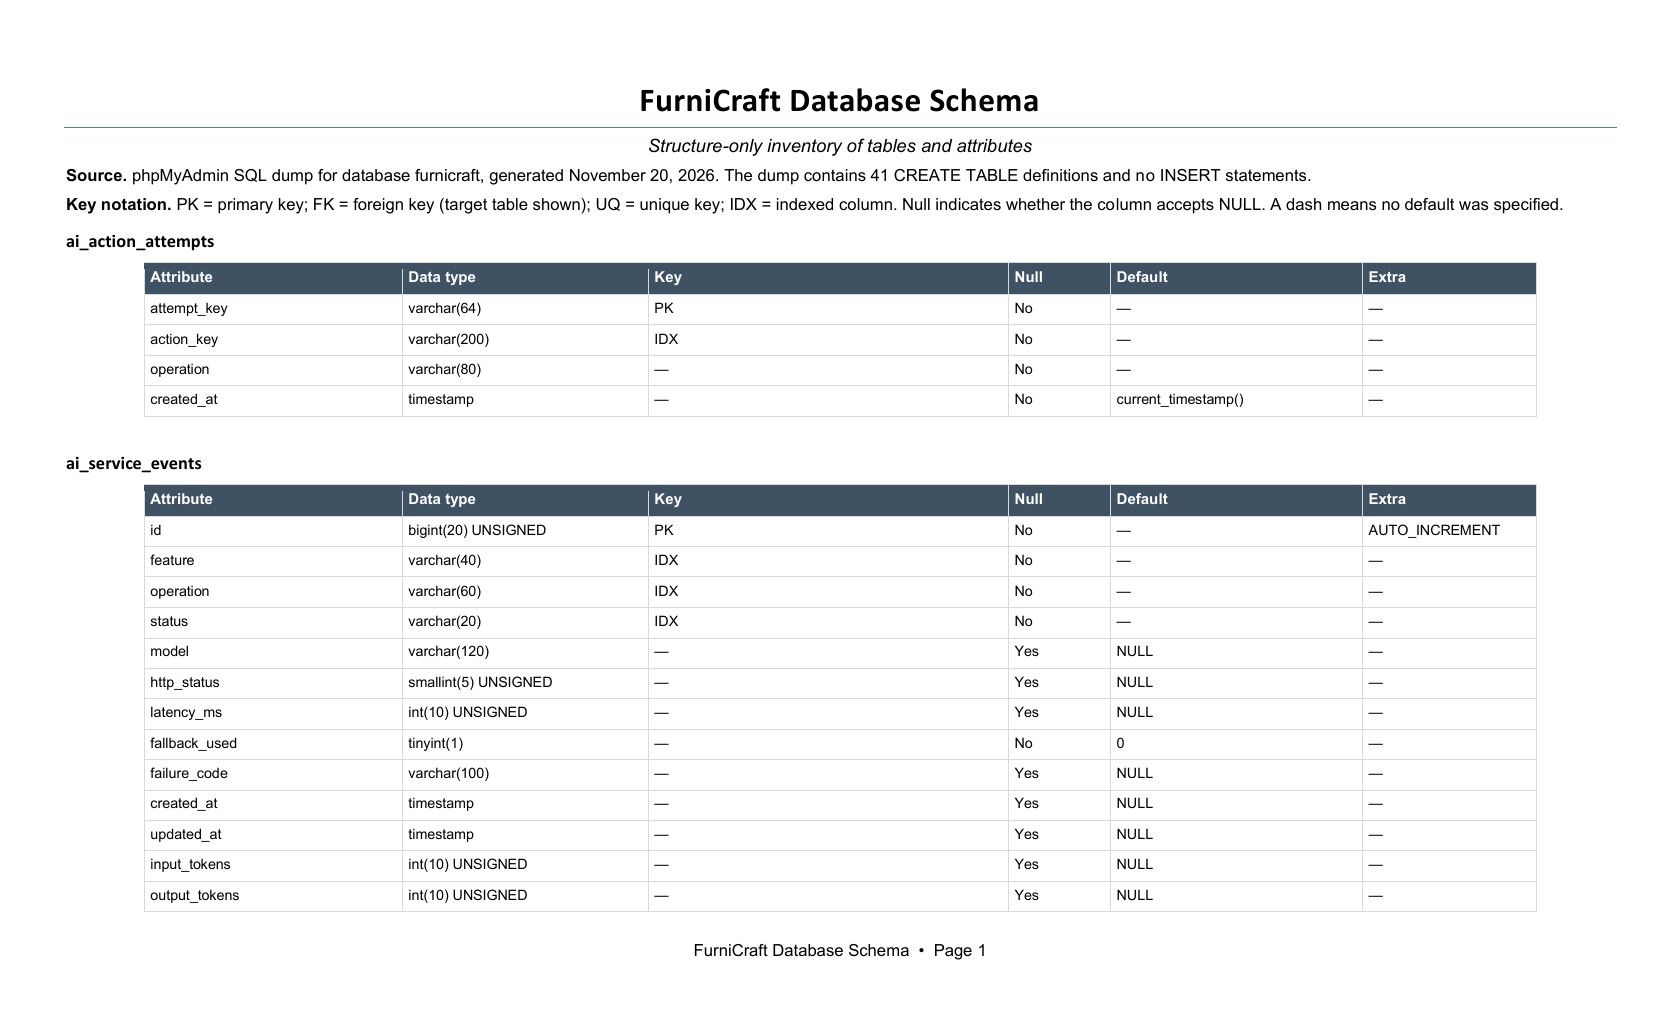 FurniCraft Database Schema
Structure-only inventory of tables and attributes
Source. phpMyAdmin SQL dump for database furnicraft, generated November 20, 2026. The dump contains 41 CREATE TABLE definitions and no INSERT statements.
Key notation. PK = primary key; FK = foreign key (target table shown); UQ = unique key; IDX = indexed column. Null indicates whether the column accepts NULL. A dash means no default was specified.
ai_action_attempts
Attribute Data type Key Null Default Extra
attempt_key varchar(64) PK No — —
action_key varchar(200) IDX No — —
operation varchar(80) — No — —
created_at timestamp — No current_timestamp() —
ai_service_events
Attribute Data type Key Null Default Extra
id bigint(20) UNSIGNED PK No — AUTO_INCREMENT
feature varchar(40) IDX No — —
operation varchar(60) IDX No — —
status varchar(20) IDX No — —
model varchar(120) — Yes NULL —
http_status smallint(5) UNSIGNED — Yes NULL —
latency_ms int(10) UNSIGNED — Yes NULL —
fallback_used tinyint(1) — No 0 —
failure_code varchar(100) — Yes NULL —
created_at timestamp — Yes NULL —
updated_at timestamp — Yes NULL —
input_tokens int(10) UNSIGNED — Yes NULL —
output_tokens int(10) UNSIGNED — Yes NULL —
FurniCraft Database Schema • Page 1